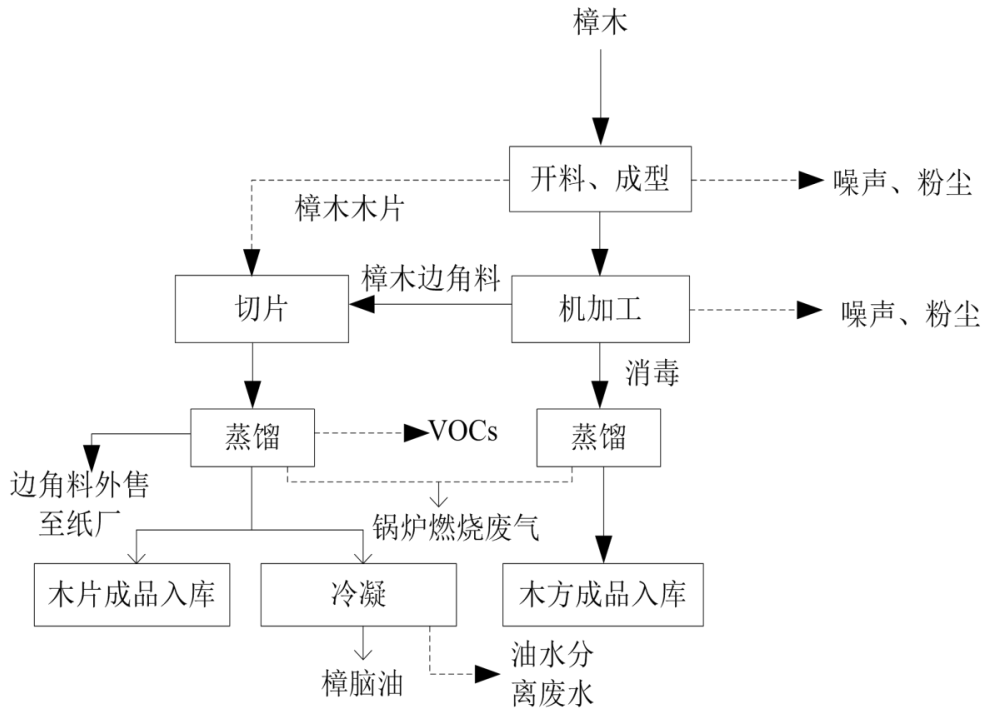 樟木
开料、成型
噪声、粉尘
樟木木片
切片
樟木边角料
机加工
噪声、粉尘
消毒
蒸馏
VOCs
蒸馏
边角料外售
至纸厂
锅炉燃烧废气
木片成品入库
冷凝
木方成品入库
樟脑油
油水分
离废水